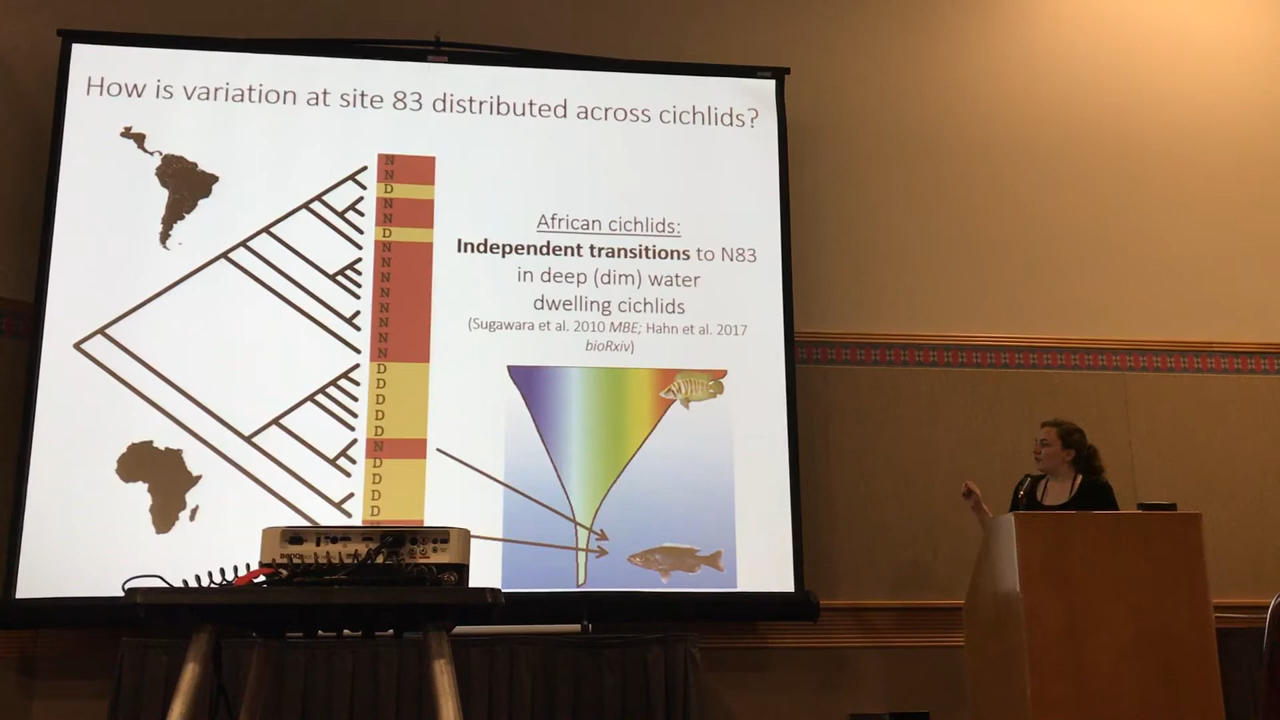 How is variation at site 83 distributed across cichlids?
N
N
D
N
N
D
N
N
N
N
N
N
N
N
D
D
D
D
D
N
D
D
D
D
African cichlids:
Independent transitions to N83
in deep (dim) water
dwelling cichlids
(Sugawara et al. 2010 MBE; Hahn et al. 2017
bioRxiv)
BenQ